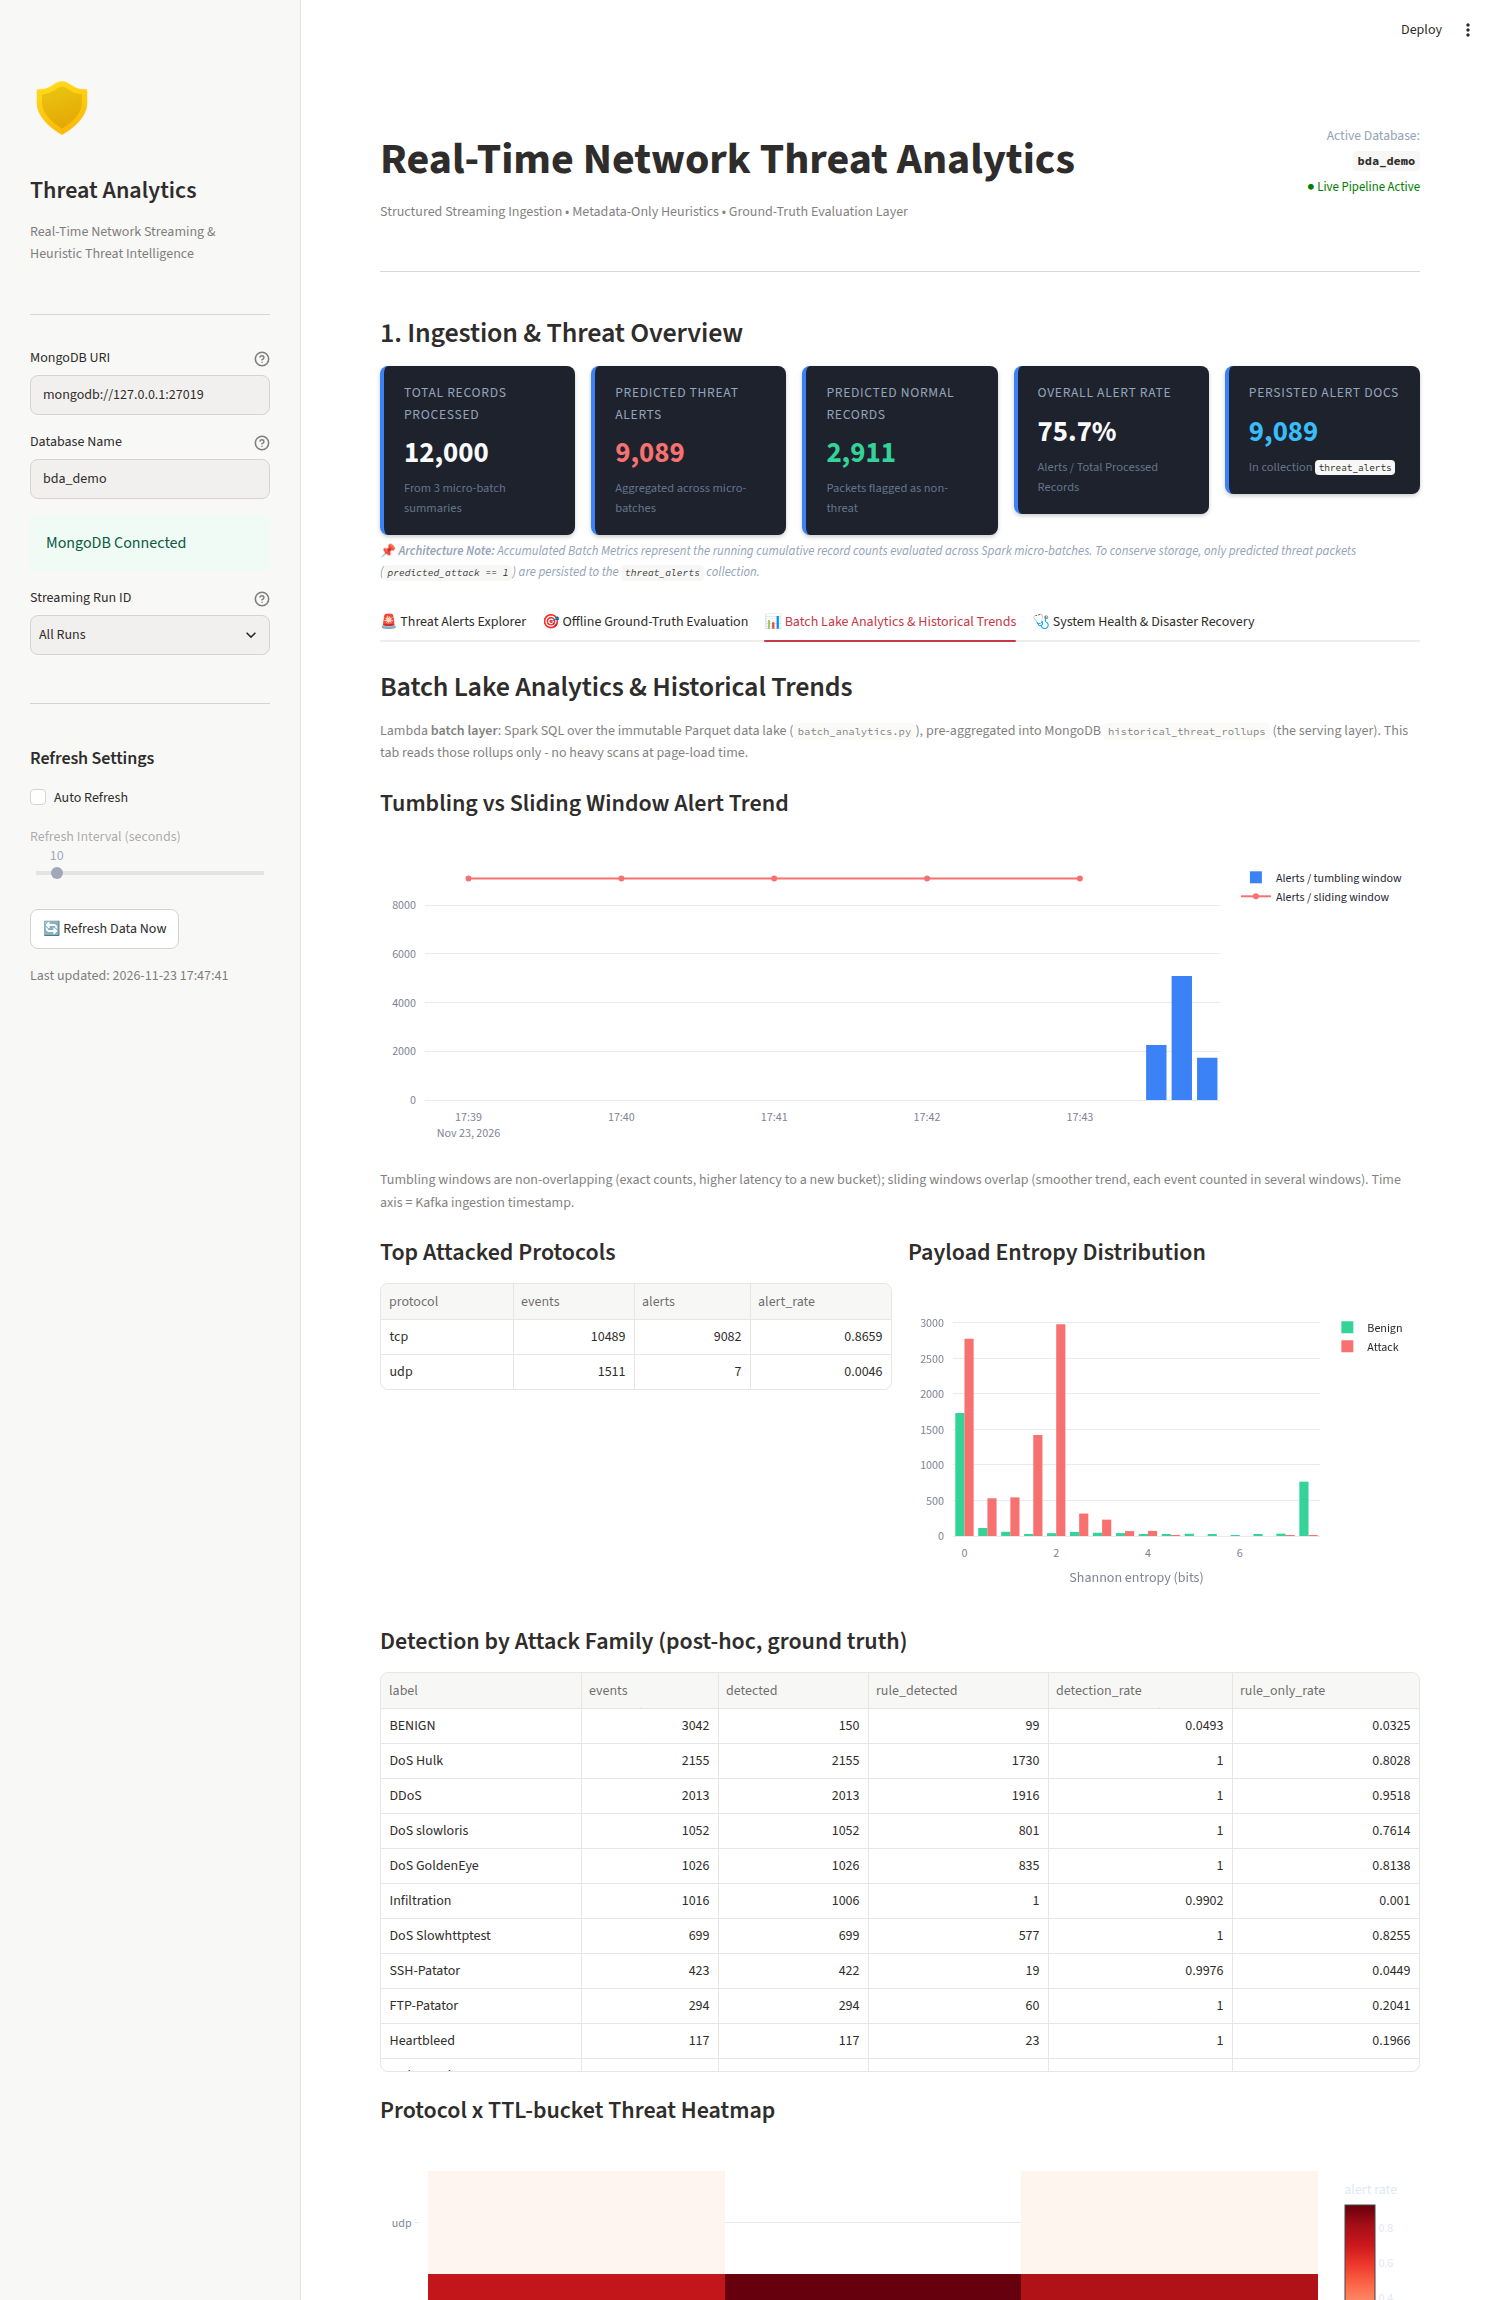 Deploy
Threat Analytics
Real-Time Network Streaming &
Heuristic Threat Intelligence
MongoDB URI
mongodb://127.0.0.1:27019
Database Name
bda_demo
MongoDB Connected
Streaming Run ID
All Runs
Refresh Settings
Auto Refresh
Refresh Interval (seconds)
10
Refresh Data Now
Last updated: 2026-11-23 17:47:41
Real-Time Network Threat Analytics
Structured Streaming Ingestion • Metadata-Only Heuristics • Ground-Truth Evaluation Layer
Active Database:
bda_demo
● Live Pipeline Active
1. Ingestion & Threat Overview
TOTAL RECORDS
PROCESSED
12,000
From 3 micro-batch
summaries
PREDICTED THREAT
ALERTS
9,089
Aggregated across micro-
batches
PREDICTED NORMAL
RECORDS
2,911
Packets flagged as non-
threat
OVERALL ALERT RATE
75.7%
Alerts / Total Processed
Records
PERSISTED ALERT DOCS
9,089
In collection threat_alerts
📌 Architecture Note: Accumulated Batch Metrics represent the running cumulative record counts evaluated across Spark micro-batches. To conserve storage, only predicted threat packets
( predicted_attack == 1 ) are persisted to the threat_alerts collection.
🚨 Threat Alerts Explorer 🎯 Offline Ground-Truth Evaluation 📊 Batch Lake Analytics & Historical Trends 🩺 System Health & Disaster Recovery
Batch Lake Analytics & Historical Trends
Lambda batch layer: Spark SQL over the immutable Parquet data lake ( batch_analytics.py ), pre-aggregated into MongoDB historical_threat_rollups (the serving layer). This
tab reads those rollups only - no heavy scans at page-load time.
Tumbling vs Sliding Window Alert Trend
Alerts / tumbling window
Alerts / sliding window
8000
6000
4000
2000
0
17:39 17:40 17:41 17:42 17:43
Nov 23, 2026
Tumbling windows are non-overlapping (exact counts, higher latency to a new bucket); sliding windows overlap (smoother trend, each event counted in several windows). Time
axis = Kafka ingestion timestamp.
Top Attacked Protocols
protocol events alerts alert_rate
tcp 10489 9082 0.8659
udp 1511 7 0.0046
Payload Entropy Distribution
Benign
Attack
3000
2500
2000
1500
1000
500
0
0 2 4 6
Shannon entropy (bits)
Detection by Attack Family (post-hoc, ground truth)
label events detected rule_detected detection_rate rule_only_rate
BENIGN 3042 150 99 0.0493 0.0325
DoS Hulk 2155 2155 1730 1 0.8028
DDoS 2013 2013 1916 1 0.9518
DoS slowloris 1052 1052 801 1 0.7614
DoS GoldenEye 1026 1026 835 1 0.8138
Infiltration 1016 1006 1 0.9902 0.001
DoS Slowhttptest 699 699 577 1 0.8255
SSH-Patator 423 422 19 0.9976 0.0449
FTP-Patator 294 294 60 1 0.2041
Heartbleed 117 117 23 1 0.1966
Protocol x TTL-bucket Threat Heatmap
udp
alert rate
0.8
0.6
0.4